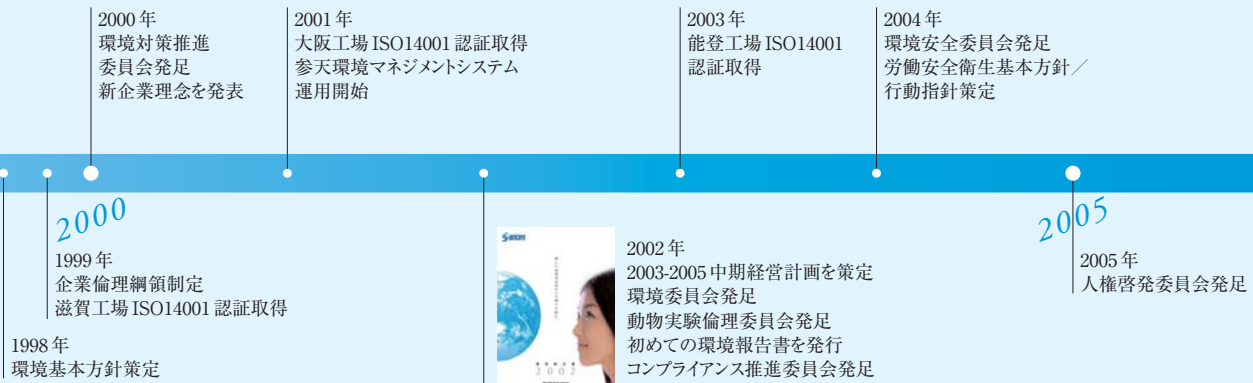 2000年
環境対策推進
委員会発足
新企業理念を発表
2001年
大阪工場ISO14001認証取得
参天環境マネジメントシステム
運用開始
2003年
能登工場ISO14001
認証取得
2004年
環境安全委員会発足
労働安全衛生基本方針／
行動指針策定
2000
2005
1999年
企業倫理綱領制定
滋賀工場ISO14001認証取得
1998年
環境基本方針策定
Santen
2002
2002年
2003-2005中期経営計画を策定
環境委員会発足
動物実験倫理委員会発足
初めての環境報告書を発行
コンプライアンス推進委員会発足
2005年
人権啓発委員会発足